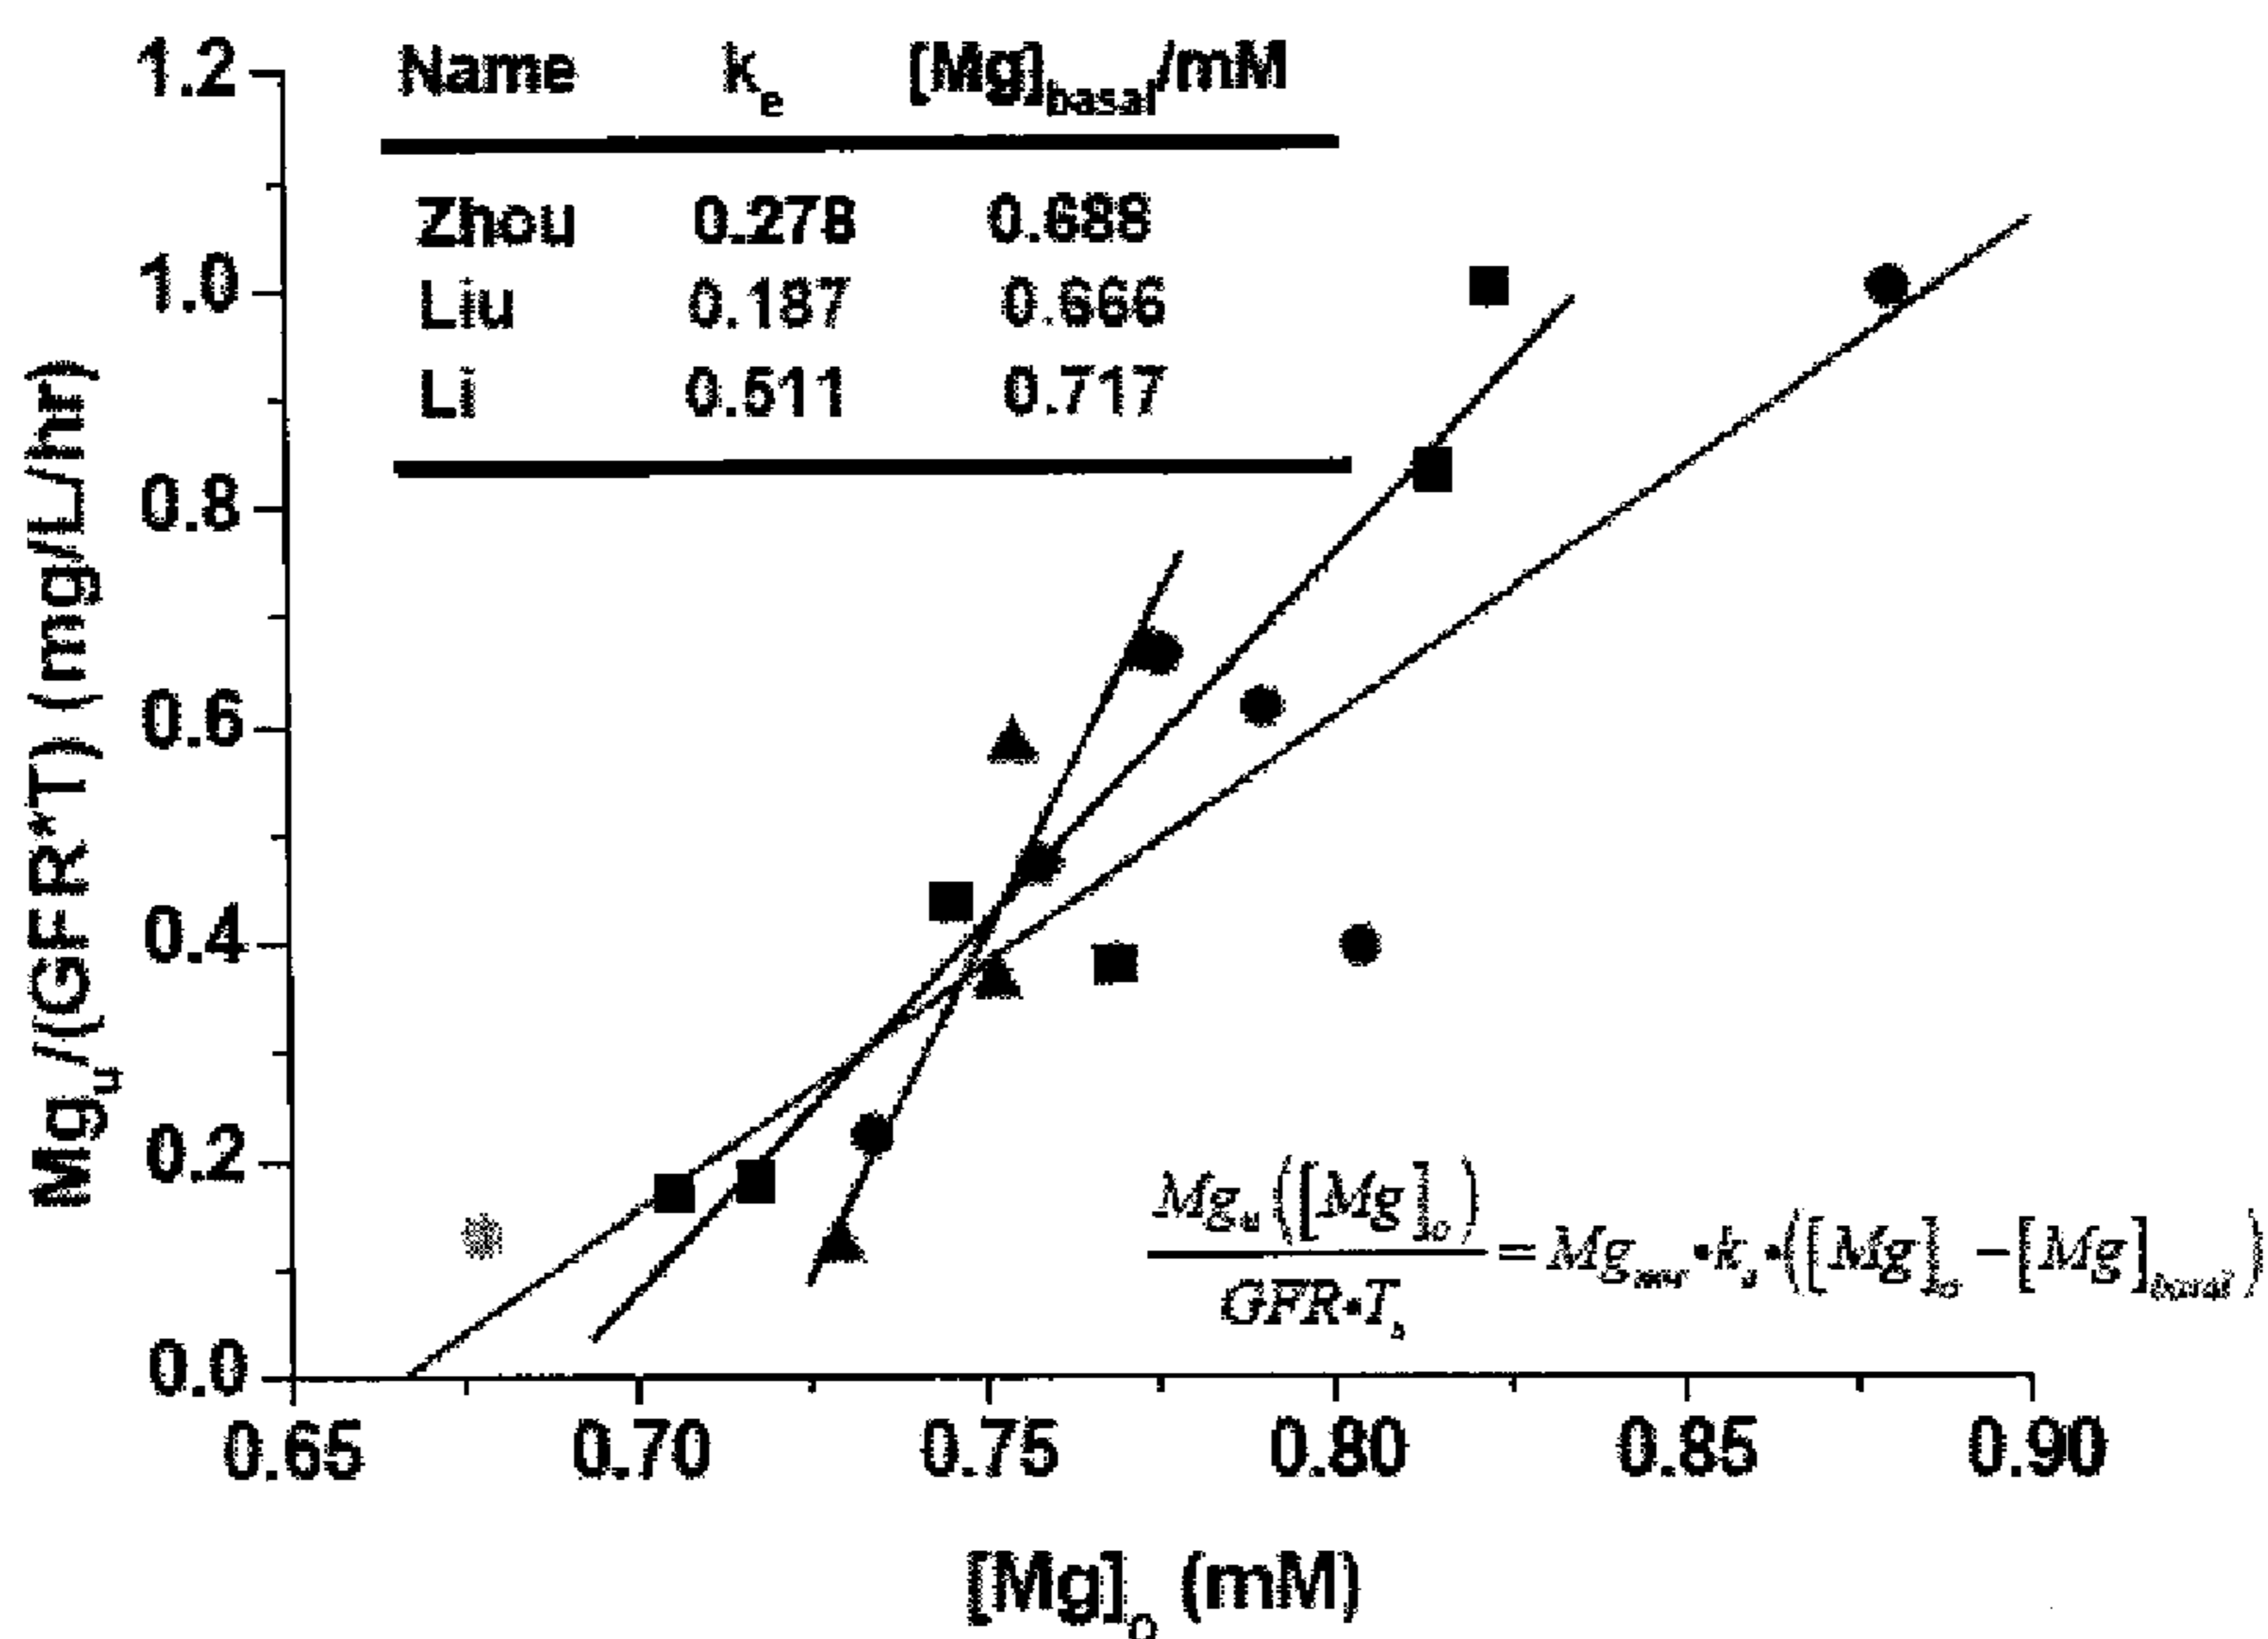 Name k_e [Mg]_basal/mM
Zhou 0.278 0.688
Liu 0.187 0.666
Li 0.511 0.717
Mg_u/(GFR*T) (mg/L/hr)
1.2
1.0
0.8
0.6
0.4
0.2
0.0
Mg_u([Mg]_o)
GFR•T
= Mg •k •([Mg]_o −[Mg]_basal)
0.65 0.70 0.75 0.80 0.85 0.90
[Mg]_o (mM)